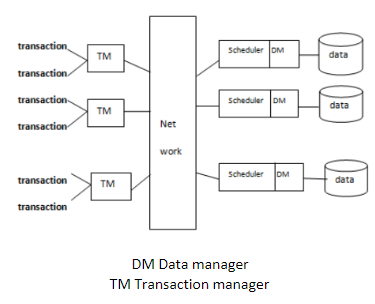 transaction
TM
transaction
transaction
TM
transaction
transaction
TM
transaction
Net
work
Scheduler DM
data
Scheduler DM
data
Scheduler DM
data
DM Data manager
TM Transaction manager